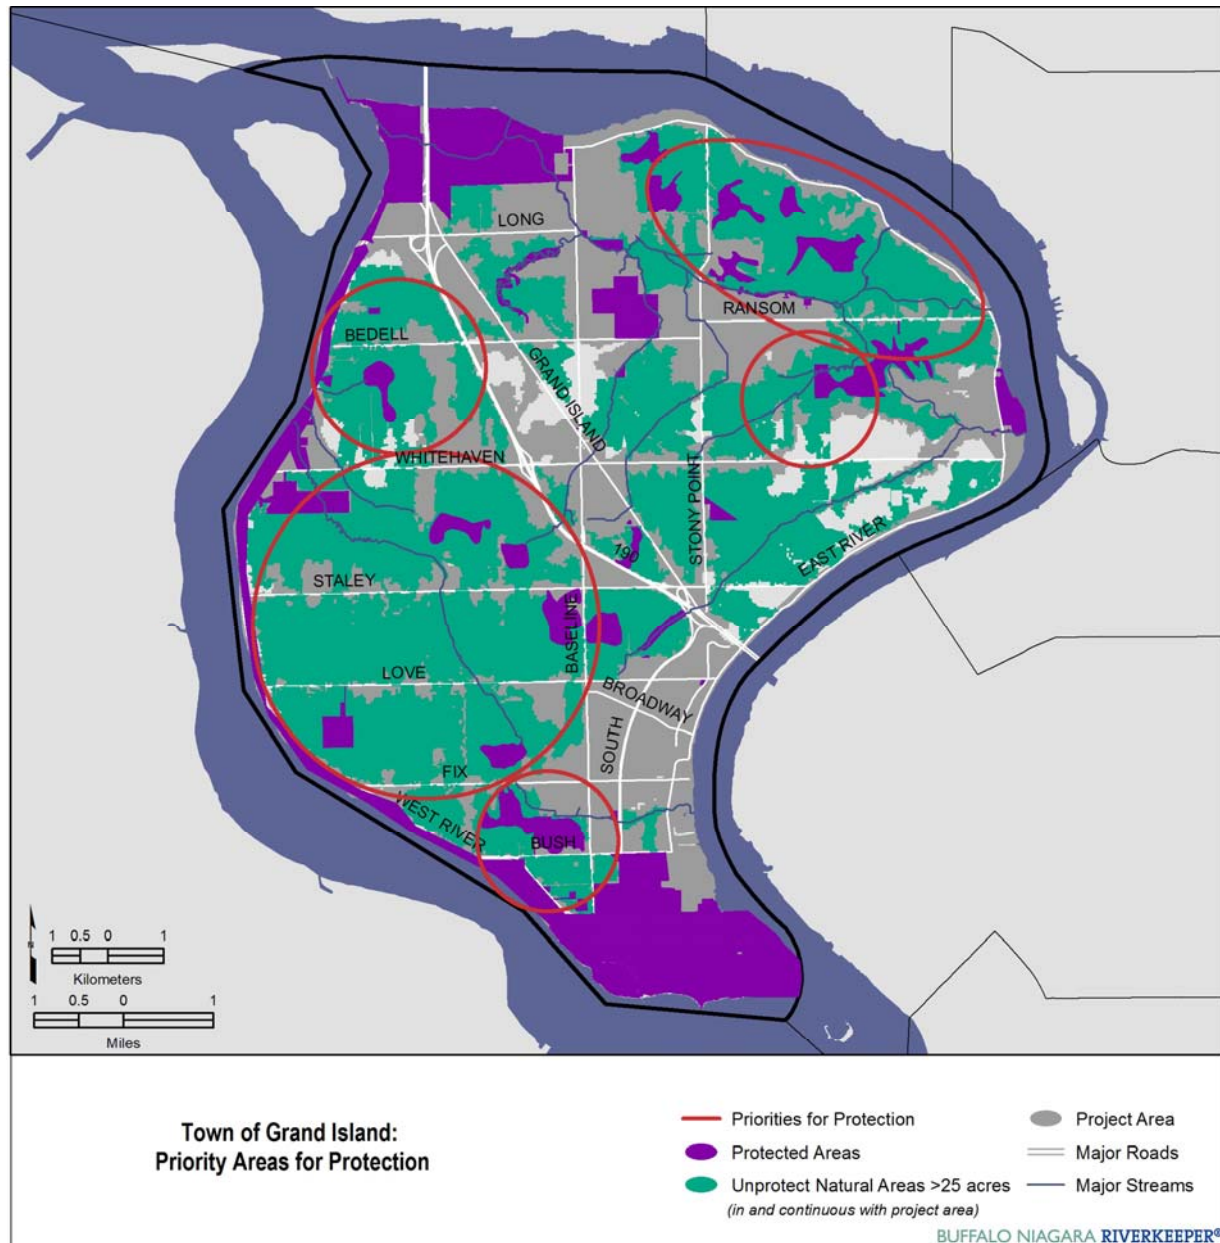 LONG
RANSOM
BEDELL
GRAND ISLAND
WHITEHAVEN
STONY POINT
190
EAST RIVER
STALEY
BASELINE
LOVE
BROADWAY
SOUTH
FIX
WEST RIVER
BUSH
N
1 0.5 0 1
Kilometers
1 0.5 0 1
Miles
Town of Grand Island:
Priority Areas for Protection
Priorities for Protection
Protected Areas
Unprotect Natural Areas >25 acres
(in and continuous with project area)
Project Area
Major Roads
Major Streams
BUFFALO NIAGARA RIVERKEEPER®